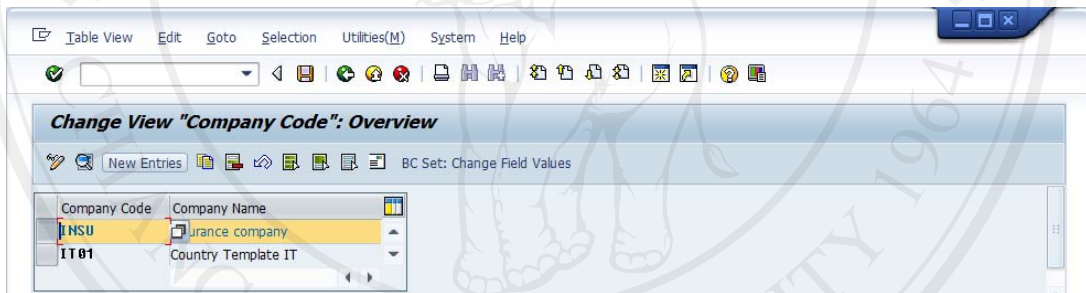 Table View Edit Goto Selection Utilities(M) System Help
Change View "Company Code": Overview
New Entries BC Set: Change Field Values
Company Code Company Name
INSU urance company
IT01 Country Template IT
1964